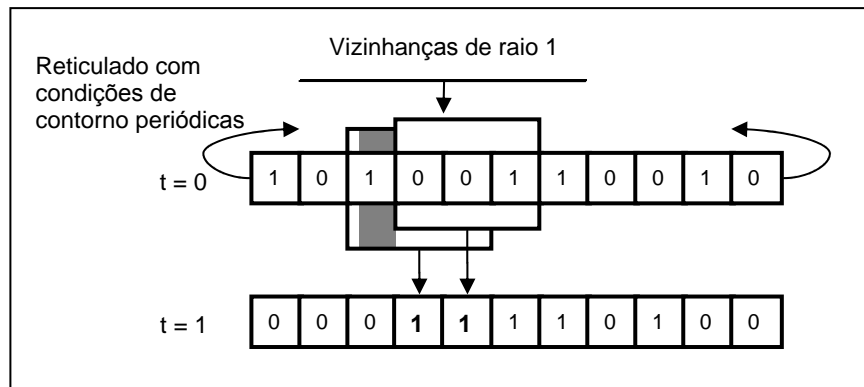 Vizinhanças de raio 1
Reticulado com
condições de
contorno periódicas
t = 0 1 0 1 0 0 1 1 0 0 1 0
t = 1 0 0 0 1 1 1 1 0 1 0 0